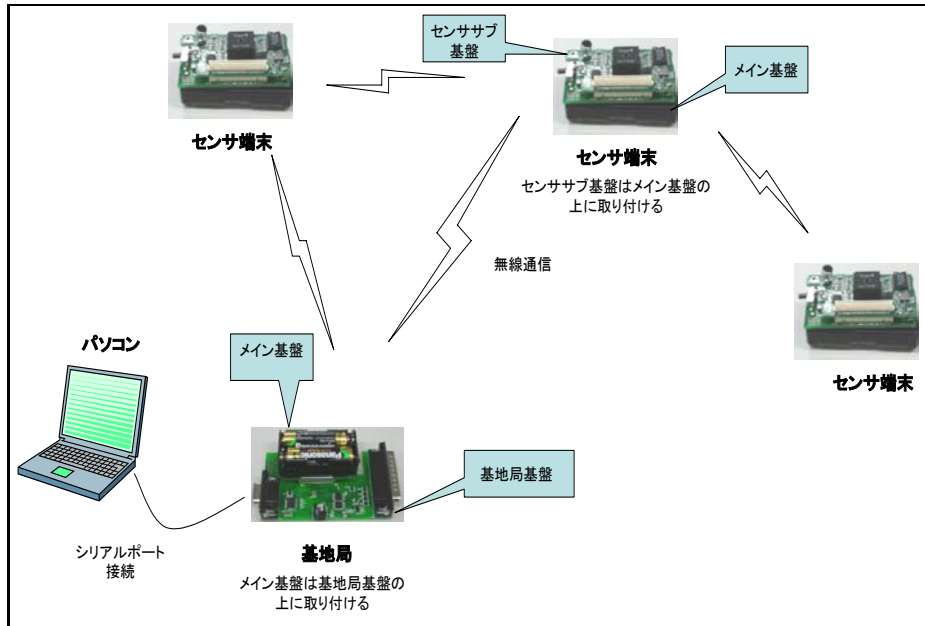 センササブ
基盤
メイン基盤
センサ端末
センサ端末
センササブ基盤はメイン基盤の
上に取り付ける
無線通信
センサ端末
パソコン
メイン基盤
Panasonic
基地局基盤
シリアルポート
接続
基地局
メイン基盤は基地局基盤の
上に取り付ける